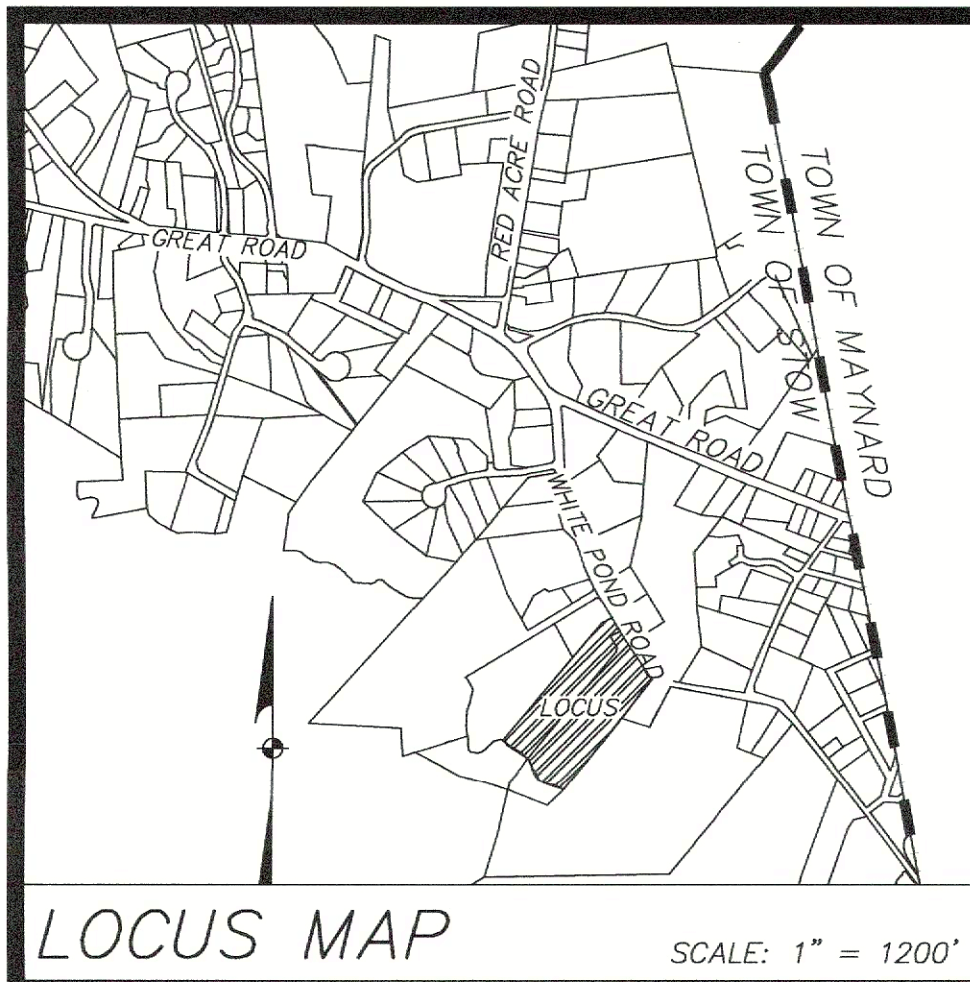 RED ACRE ROAD
TOWN OF MAYNARD
TOWN OF STOW
GREAT ROAD
GREAT ROAD
WHITE POND ROAD
LOCUS
LOCUS MAP
SCALE: 1" = 1200'